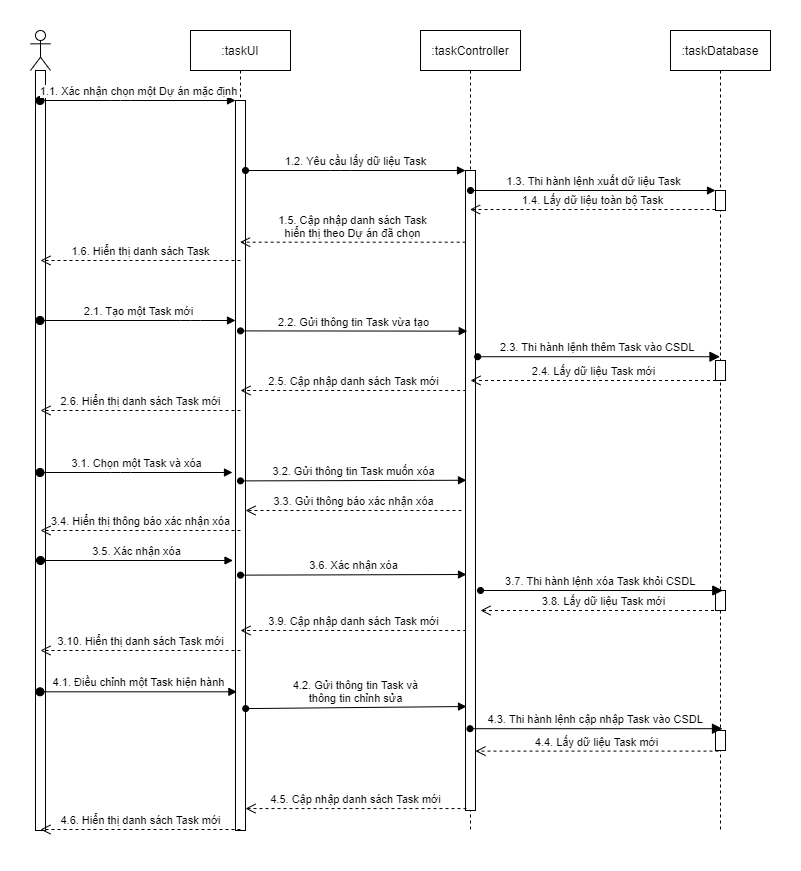 :taskUI
:taskController
:taskDatabase
1.1. Xác nhận chọn một Dự án mặc định
1.2. Yêu cầu lấy dữ liệu Task
1.3. Thi hành lệnh xuất dữ liệu Task
1.4. Lấy dữ liệu toàn bộ Task
1.5. Cập nhập danh sách Task
hiển thị theo Dự án đã chọn
1.6. Hiển thị danh sách Task
2.1. Tạo một Task mới
2.2. Gửi thông tin Task vừa tạo
2.3. Thi hành lệnh thêm Task vào CSDL
2.4. Lấy dữ liệu Task mới
2.5. Cập nhập danh sách Task mới
2.6. Hiển thị danh sách Task mới
3.1. Chọn một Task và xóa
3.2. Gửi thông tin Task muốn xóa
3.3. Gửi thông báo xác nhận xóa
3.4. Hiển thị thông báo xác nhận xóa
3.5. Xác nhận xóa
3.6. Xác nhận xóa
3.7. Thi hành lệnh xóa Task khỏi CSDL
3.8. Lấy dữ liệu Task mới
3.9. Cập nhập danh sách Task mới
3.10. Hiển thị danh sách Task mới
4.1. Điều chỉnh một Task hiện hành
4.2. Gửi thông tin Task và
thông tin chỉnh sửa
4.3. Thi hành lệnh cập nhập Task vào CSDL
4.4. Lấy dữ liệu Task mới
4.5. Cập nhập danh sách Task mới
4.6. Hiển thị danh sách Task mới